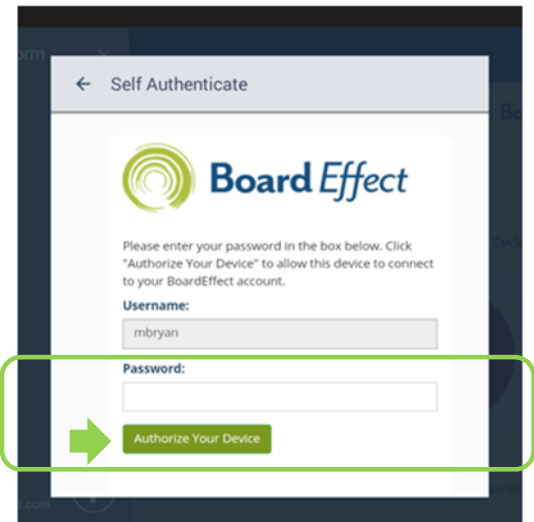 orm
Self Authenticate
Board Effect
Please enter your password in the box below. Click
"Authorize Your Device" to allow this device to connect
to your BoardEffect account.
Username:
mbryan
Password:
Authorize Your Device